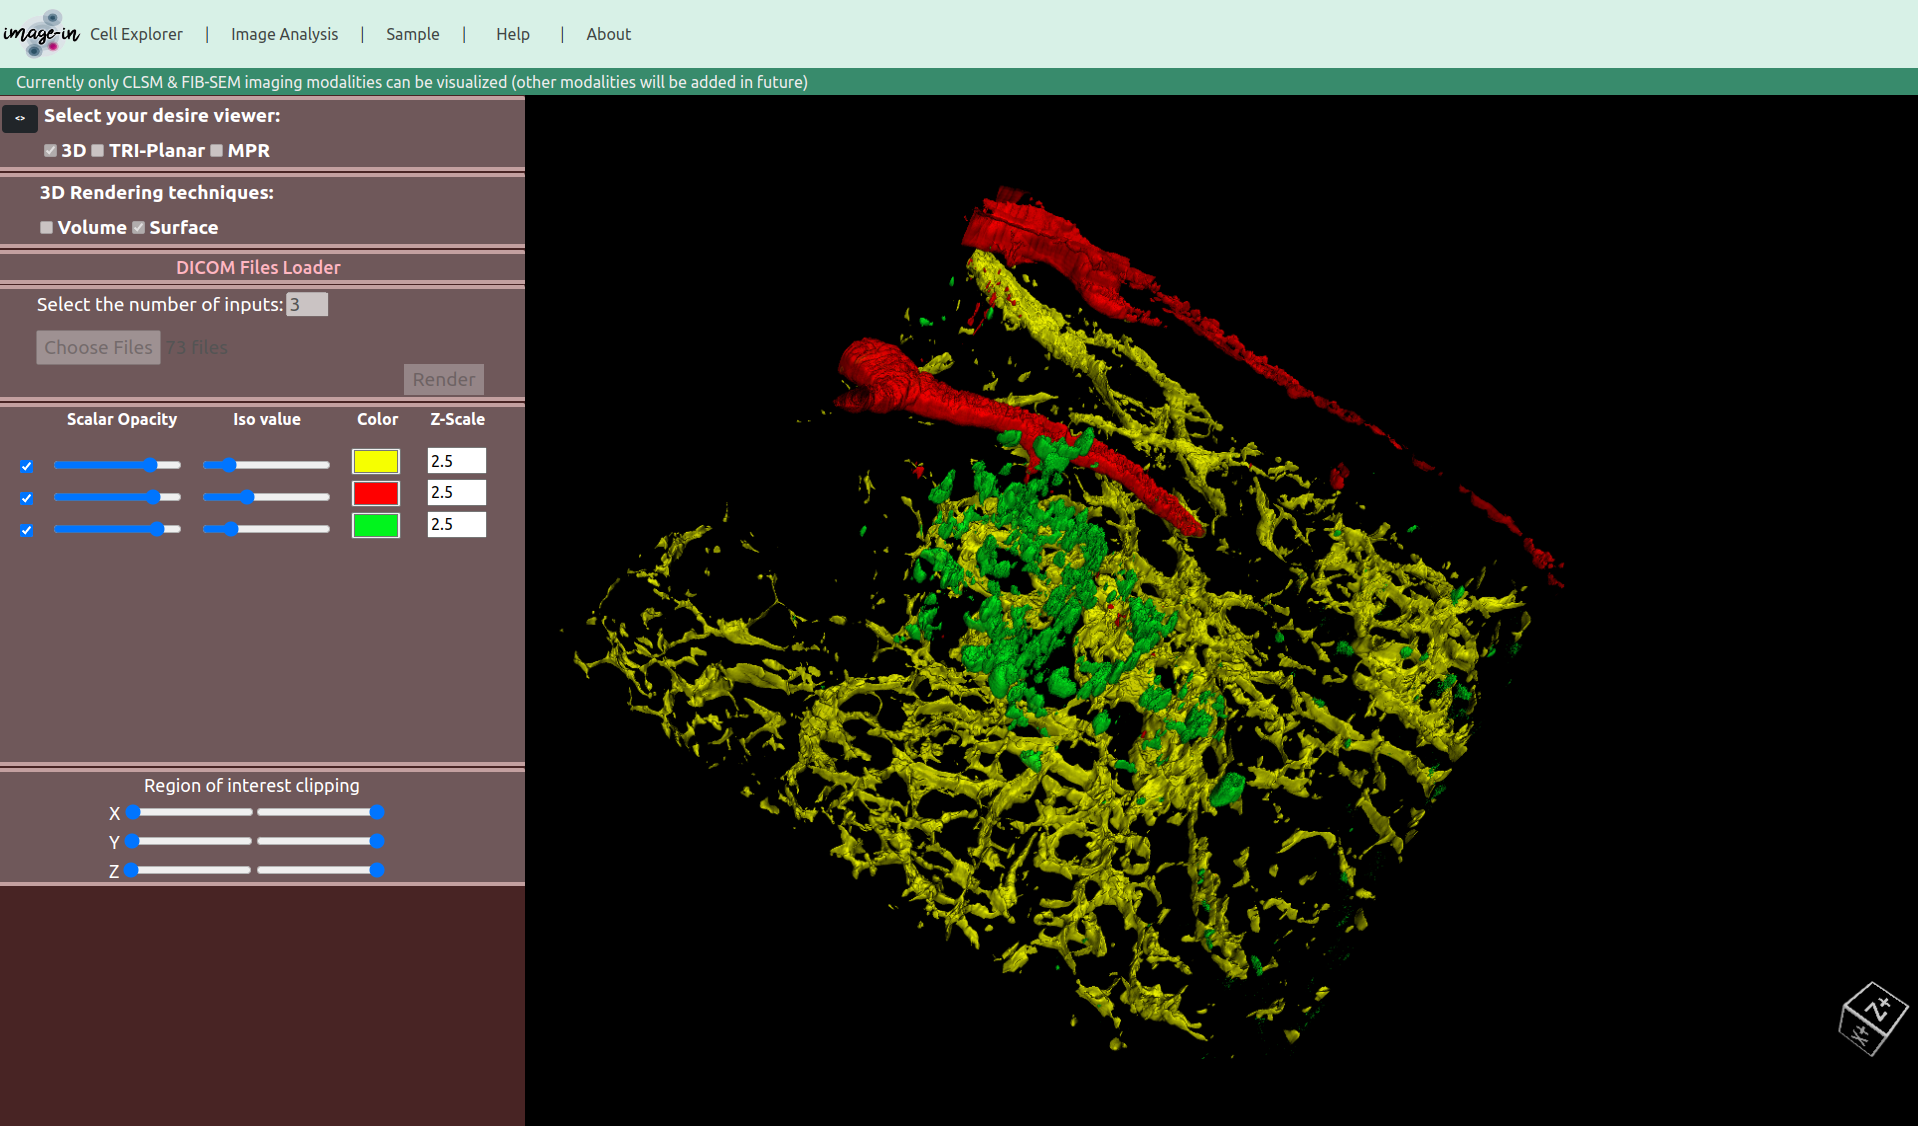 image-in Cell Explorer | Image Analysis | Sample | Help | About
Currently only CLSM & FIB-SEM imaging modalities can be visualized (other modalities will be added in future)
<> Select your desire viewer:
3D TRI-Planar MPR
3D Rendering techniques:
Volume Surface
DICOM Files Loader
Select the number of inputs: 3
Choose Files 73 files
Render
Scalar Opacity Iso value Color Z-Scale
2.5
2.5
2.5
Region of interest clipping
X
Y
Z
Z+
X+